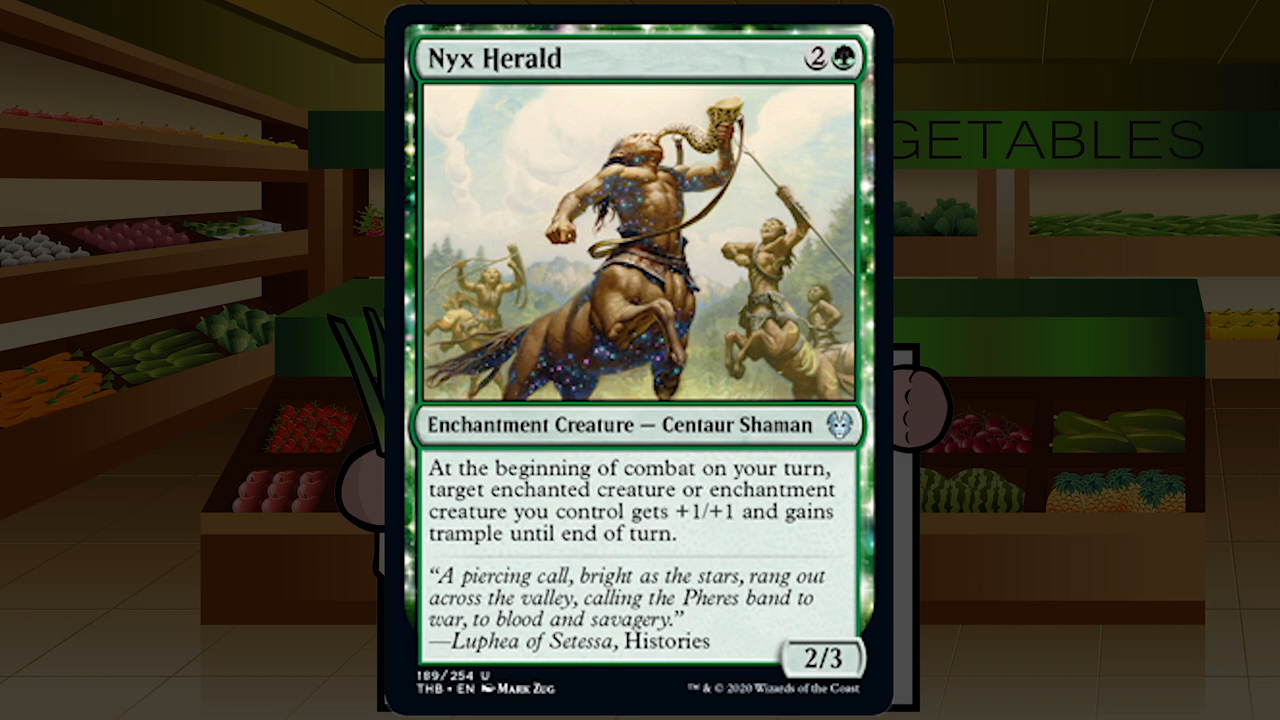 Nyx Herald 2
GETABLES
Enchantment Creature — Centaur Shaman
At the beginning of combat on your turn,
target enchanted creature or enchantment
creature you control gets +1/+1 and gains
trample until end of turn.
“A piercing call, bright as the stars, rang out
across the valley, calling the Pheres band to
war, to blood and savagery.”
—Luphea of Setessa, Histories
2/3
189/254 U
THB • EN Mark Zug
™ & © 2020 Wizards of the Coast